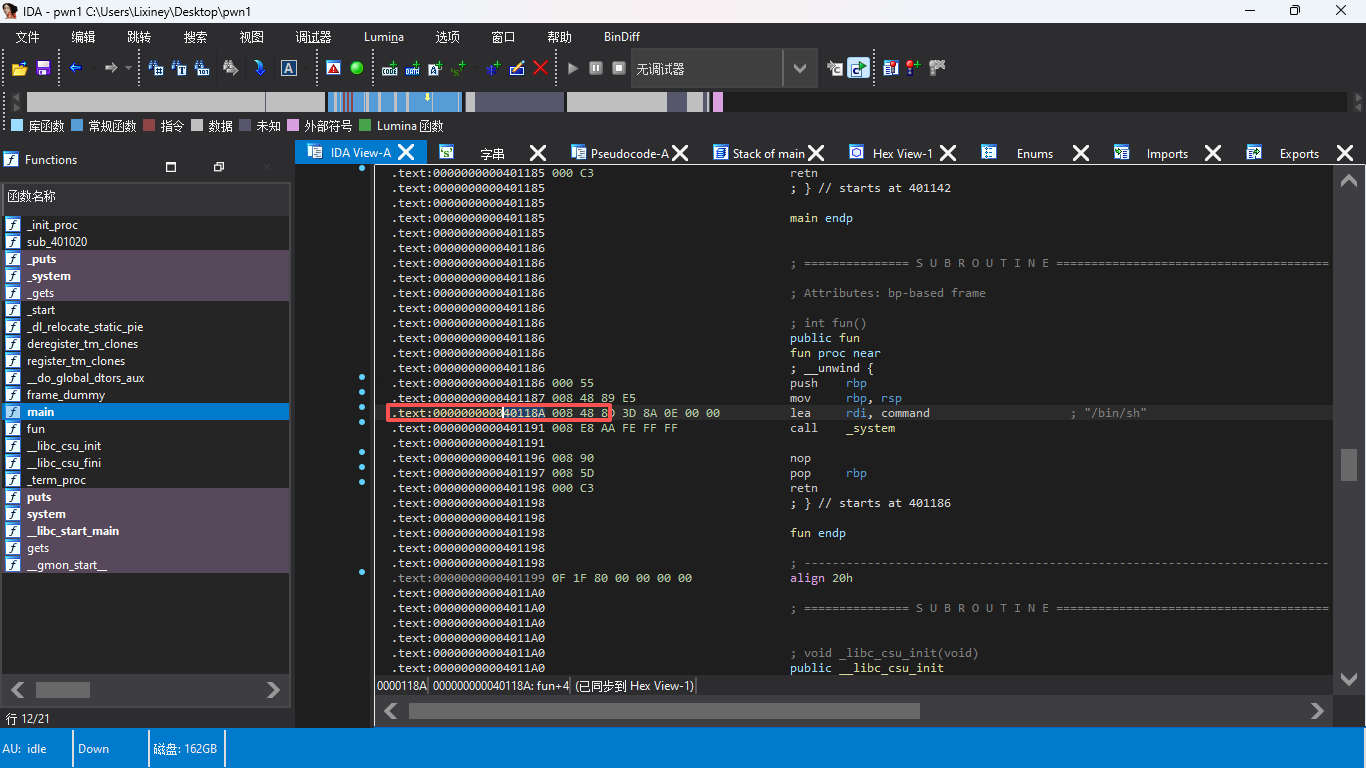 IDA - pwn1 C:\Users\Lixiney\Desktop\pwn1
文件 编辑 跳转 搜索 视图 调试器 Lumina 选项 窗口 帮助 BinDiff
无调试器
库函数 常规函数 指令 数据 未知 外部符号 Lumina 函数
Functions
IDA View-A 字串 Pseudocode-A Stack of main Hex View-1 Enums Imports Exports
函数名称
_init_proc
sub_401020
_puts
_system
_gets
_start
_dl_relocate_static_pie
deregister_tm_clones
register_tm_clones
__do_global_dtors_aux
frame_dummy
main
fun
__libc_csu_init
__libc_csu_fini
_term_proc
puts
system
__libc_start_main
gets
__gmon_start__
行 12/21
.text:0000000000401185 000 C3 retn
.text:0000000000401185 ; } // starts at 401142
.text:0000000000401185
.text:0000000000401185 main endp
.text:0000000000401185
.text:0000000000401186
.text:0000000000401186 ; =============== S U B R O U T I N E =======================================
.text:0000000000401186
.text:0000000000401186 ; Attributes: bp-based frame
.text:0000000000401186
.text:0000000000401186 ; int fun()
.text:0000000000401186 public fun
.text:0000000000401186 fun proc near
.text:0000000000401186 ; __unwind {
.text:0000000000401186 000 55 push rbp
.text:0000000000401187 008 48 89 E5 mov rbp, rsp
.text:000000000040118A 008 48 8D 3D 8A 0E 00 00 lea rdi, command ; "/bin/sh"
.text:0000000000401191 008 E8 AA FE FF FF call _system
.text:0000000000401191
.text:0000000000401196 008 90 nop
.text:0000000000401197 008 5D pop rbp
.text:0000000000401198 000 C3 retn
.text:0000000000401198 ; } // starts at 401186
.text:0000000000401198
.text:0000000000401198 fun endp
.text:0000000000401198
.text:0000000000401198 ; ---------------------------------------------------------------------------
.text:0000000000401199 0F 1F 80 00 00 00 00 align 20h
.text:00000000004011A0
.text:00000000004011A0 ; =============== S U B R O U T I N E =======================================
.text:00000000004011A0
.text:00000000004011A0
.text:00000000004011A0 ; void _libc_csu_init(void)
.text:00000000004011A0 public __libc_csu_init
0000118A 000000000040118A: fun+4 (已同步到 Hex View-1)
AU: idle Down 磁盘: 162GB